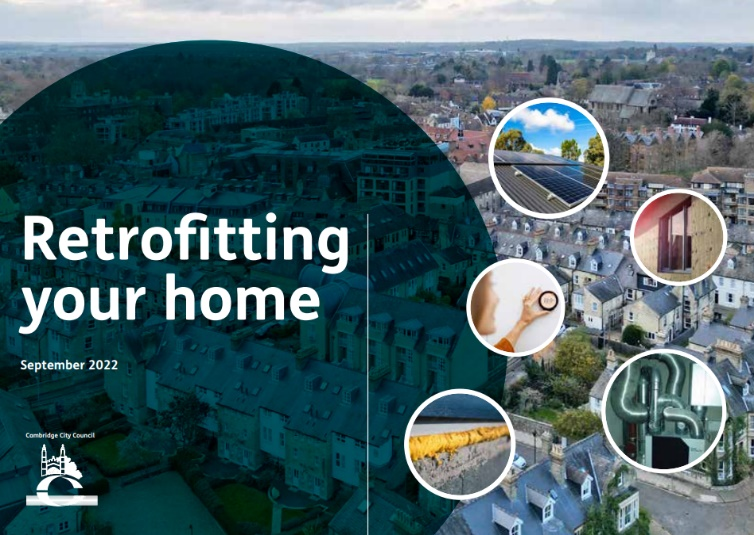 Retrofitting
your home
September 2022
Cambridge City Council